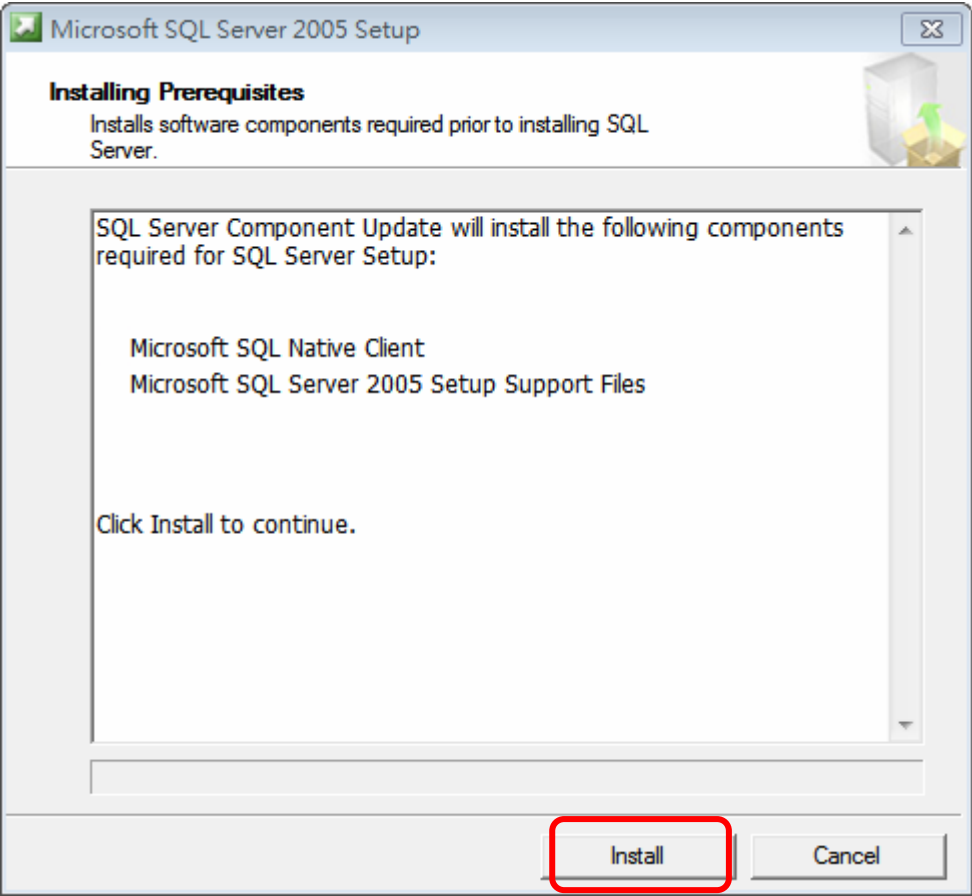 Microsoft SQL Server 2005 Setup
Installing Prerequisites
Installs software components required prior to installing SQL
Server.
SQL Server Component Update will install the following components
required for SQL Server Setup:
Microsoft SQL Native Client
Microsoft SQL Server 2005 Setup Support Files
Click Install to continue.
Install
Cancel